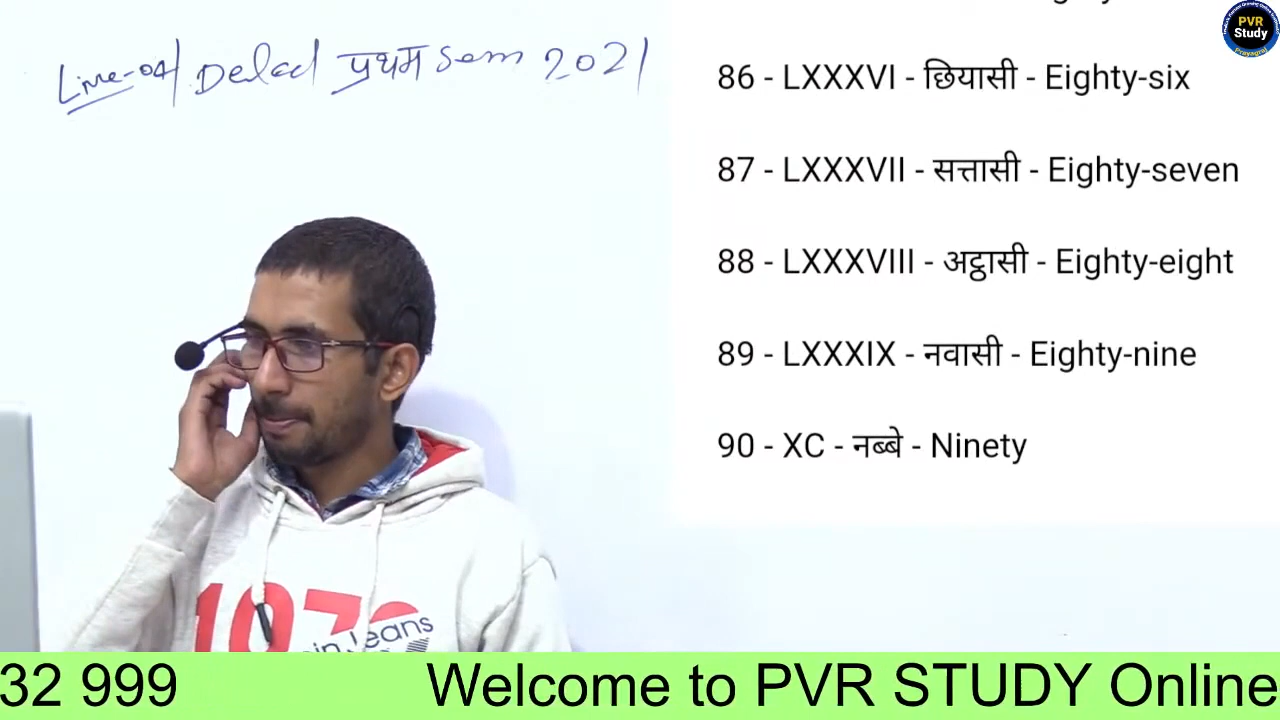 Live-04 Deled प्रथम Sem 2021
PVR
Study
Prayagraj
86 - LXXXVI - छियासी - Eighty-six
87 - LXXXVII - सत्तासी - Eighty-seven
88 - LXXXVIII - अट्ठासी - Eighty-eight
89 - LXXXIX - नवासी - Eighty-nine
90 - XC - नब्बे - Ninety
Jeans
32 999 Welcome to PVR STUDY Online